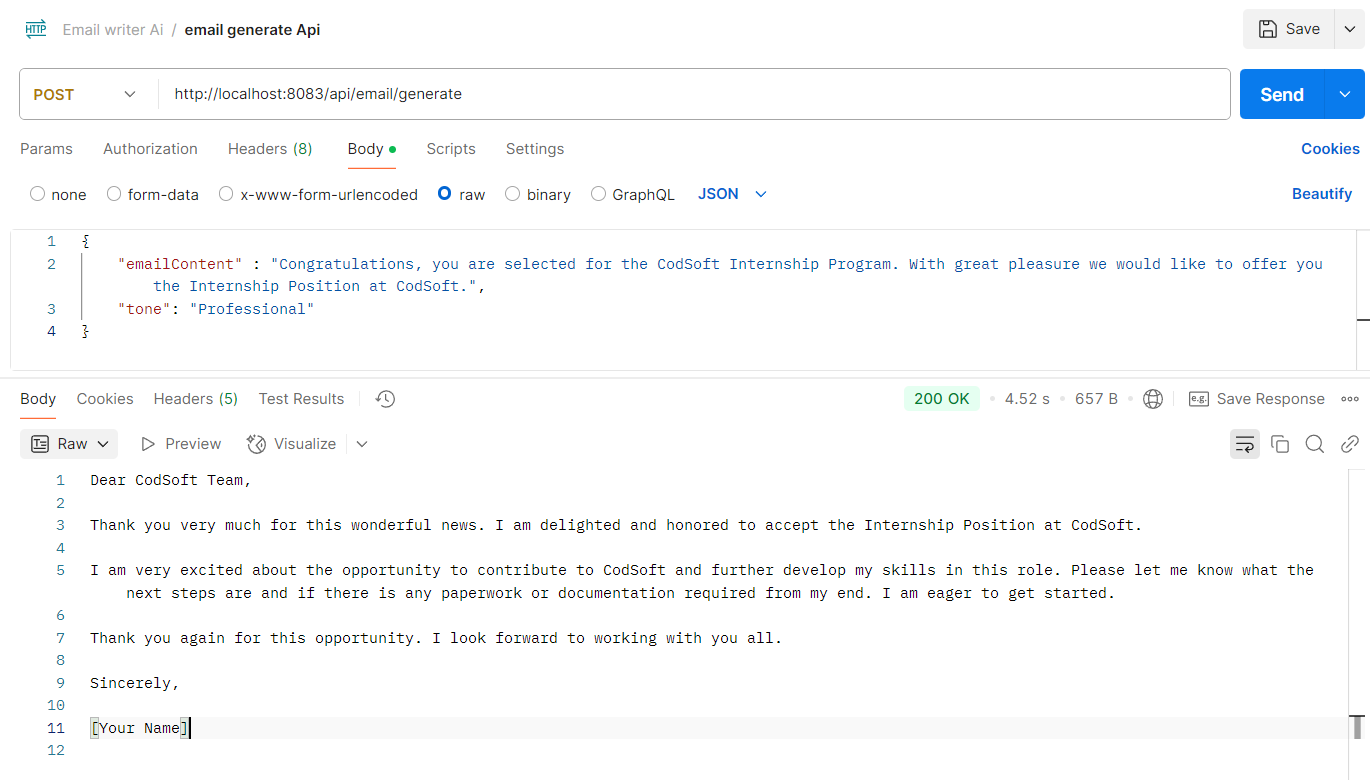 HTTP Email writer Ai / email generate Api Save
POST http://localhost:8083/api/email/generate Send
Params Authorization Headers (8) Body Scripts Settings Cookies
none form-data x-www-form-urlencoded raw binary GraphQL JSON Beautify
1 {
2 "emailContent" : "Congratulations, you are selected for the CodSoft Internship Program. With great pleasure we would like to offer you
the Internship Position at CodSoft.",
3 "tone": "Professional"
4 }
Body Cookies Headers (5) Test Results 200 OK 4.52 s 657 B e.g. Save Response
Raw Preview Visualize
1 Dear CodSoft Team,
2
3 Thank you very much for this wonderful news. I am delighted and honored to accept the Internship Position at CodSoft.
4
5 I am very excited about the opportunity to contribute to CodSoft and further develop my skills in this role. Please let me know what the
next steps are and if there is any paperwork or documentation required from my end. I am eager to get started.
6
7 Thank you again for this opportunity. I look forward to working with you all.
8
9 Sincerely,
10
11 [Your Name]
12